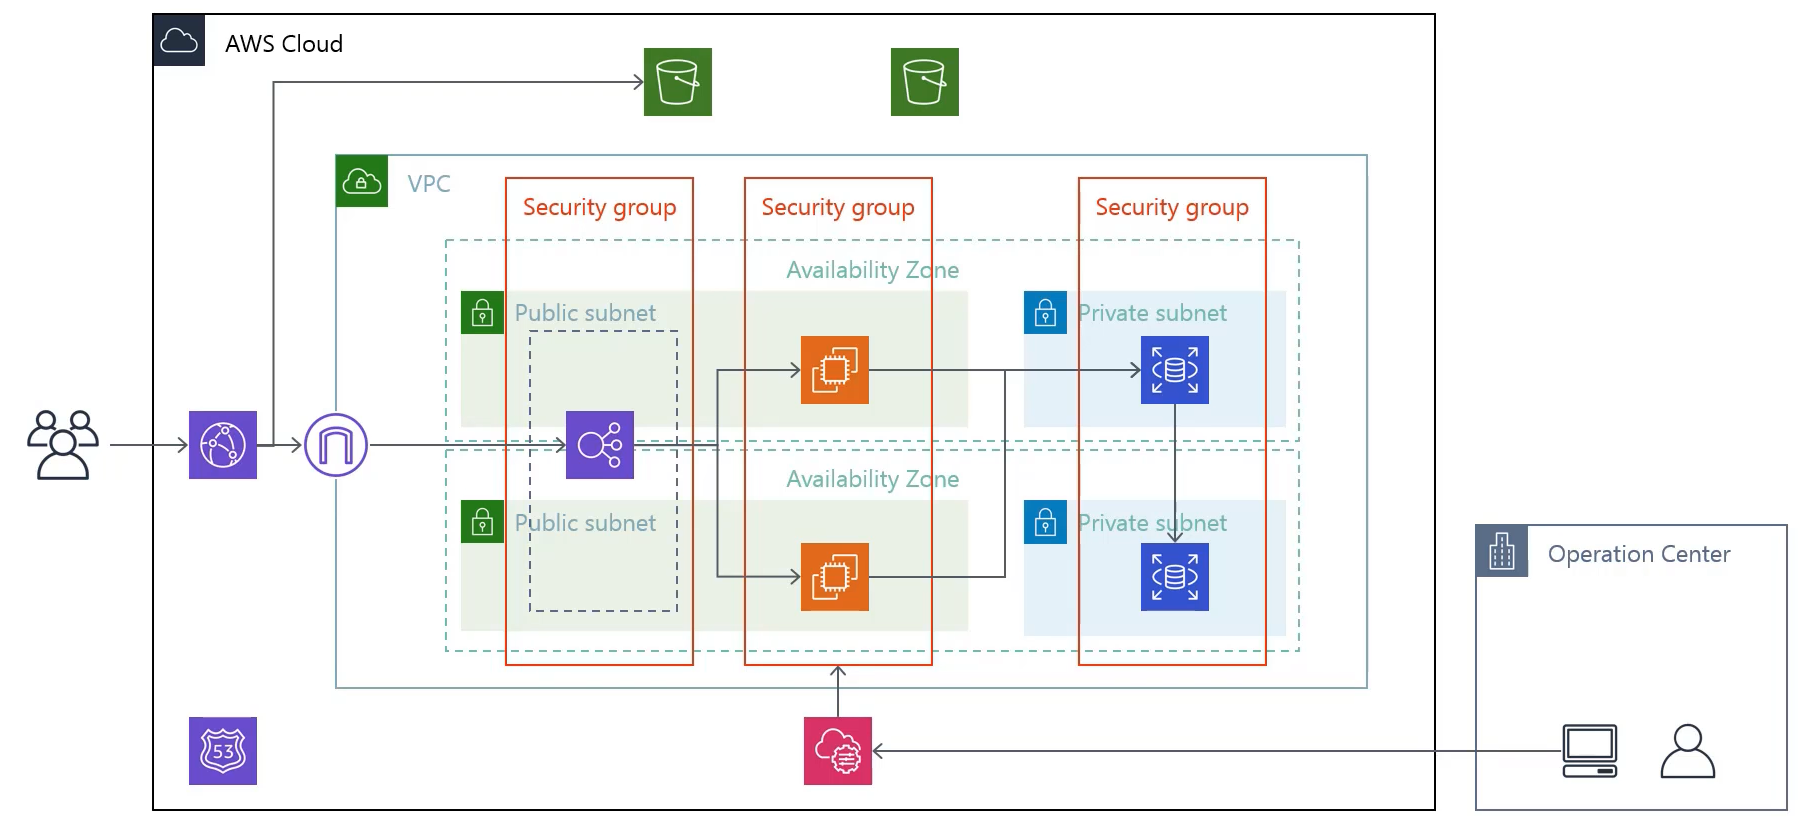 AWS Cloud
VPC
Security group
Security group
Security group
Availability Zone
Public subnet
Private subnet
Availability Zone
Public subnet
Private subnet
Operation Center
53